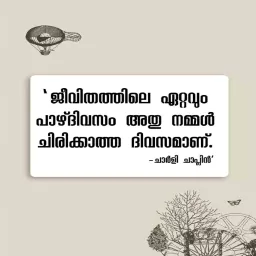 ‘ ജീവിതത്തിലെ ഏറ്റവും
പാഴ്ദിവസം അതു നമ്മൾ
ചിരിക്കാത്ത ദിവസമാണ്.
-ചാർളി ചാപ്ലിൻ’